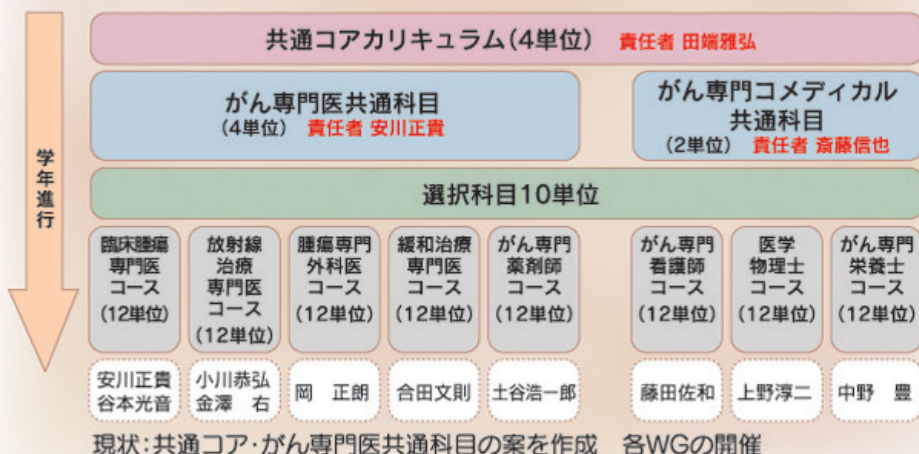 学年進行
共通コアカリキュラム(4単位) 責任者 田端雅弘
がん専門医共通科目
(4単位) 責任者 安川正貴
がん専門コメディカル
共通科目
(2単位) 責任者 斎藤信也
選択科目10単位
臨床腫瘍
専門医
コース
(12単位)
放射線
治療
専門医
コース
(12単位)
腫瘍専門
外科医
コース
(12単位)
緩和治療
専門医
コース
(12単位)
がん専門
薬剤師
コース
(12単位)
がん専門
看護師
コース
(12単位)
医学
物理士
コース
(12単位)
がん専門
栄養士
コース
(12単位)
安川正貴
谷本光音
小川恭弘
金澤 右
岡 正朗
合田文則
土谷浩一郎
藤田佐和
上野淳二
中野 豊
現状:共通コア・がん専門医共通科目の案を作成 各WGの開催